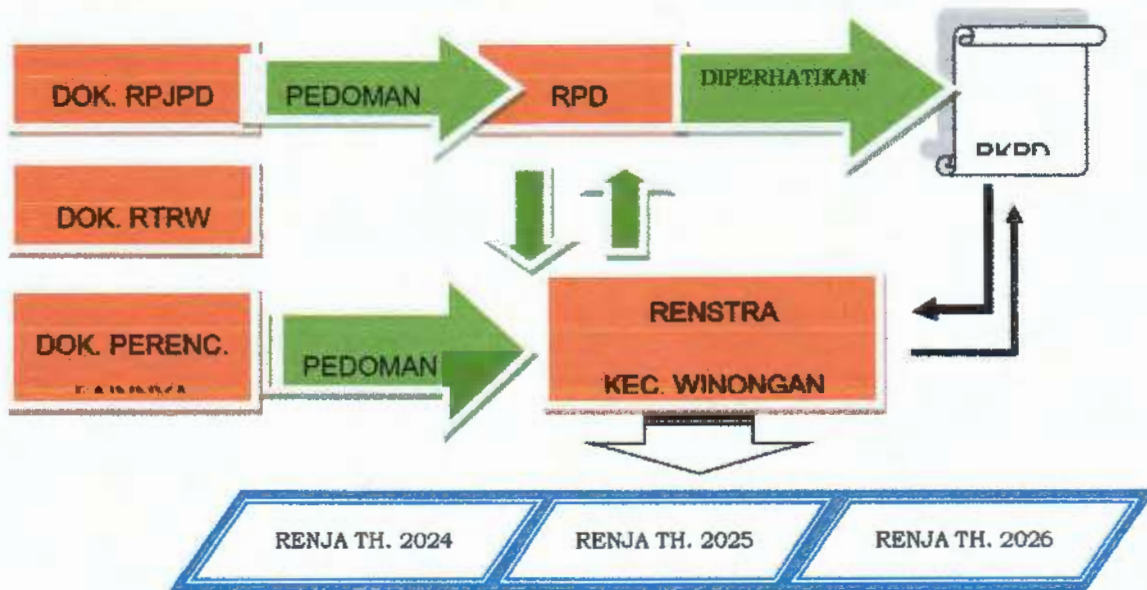 DOK. RPJPD
PEDOMAN
RPD
DIPERHATIKAN
DOK. RTRW
DOK. PERENC.
PEDOMAN
RENSTRA
KEC. WINONGAN
RENJA TH. 2024
RENJA TH. 2025
RENJA TH. 2026